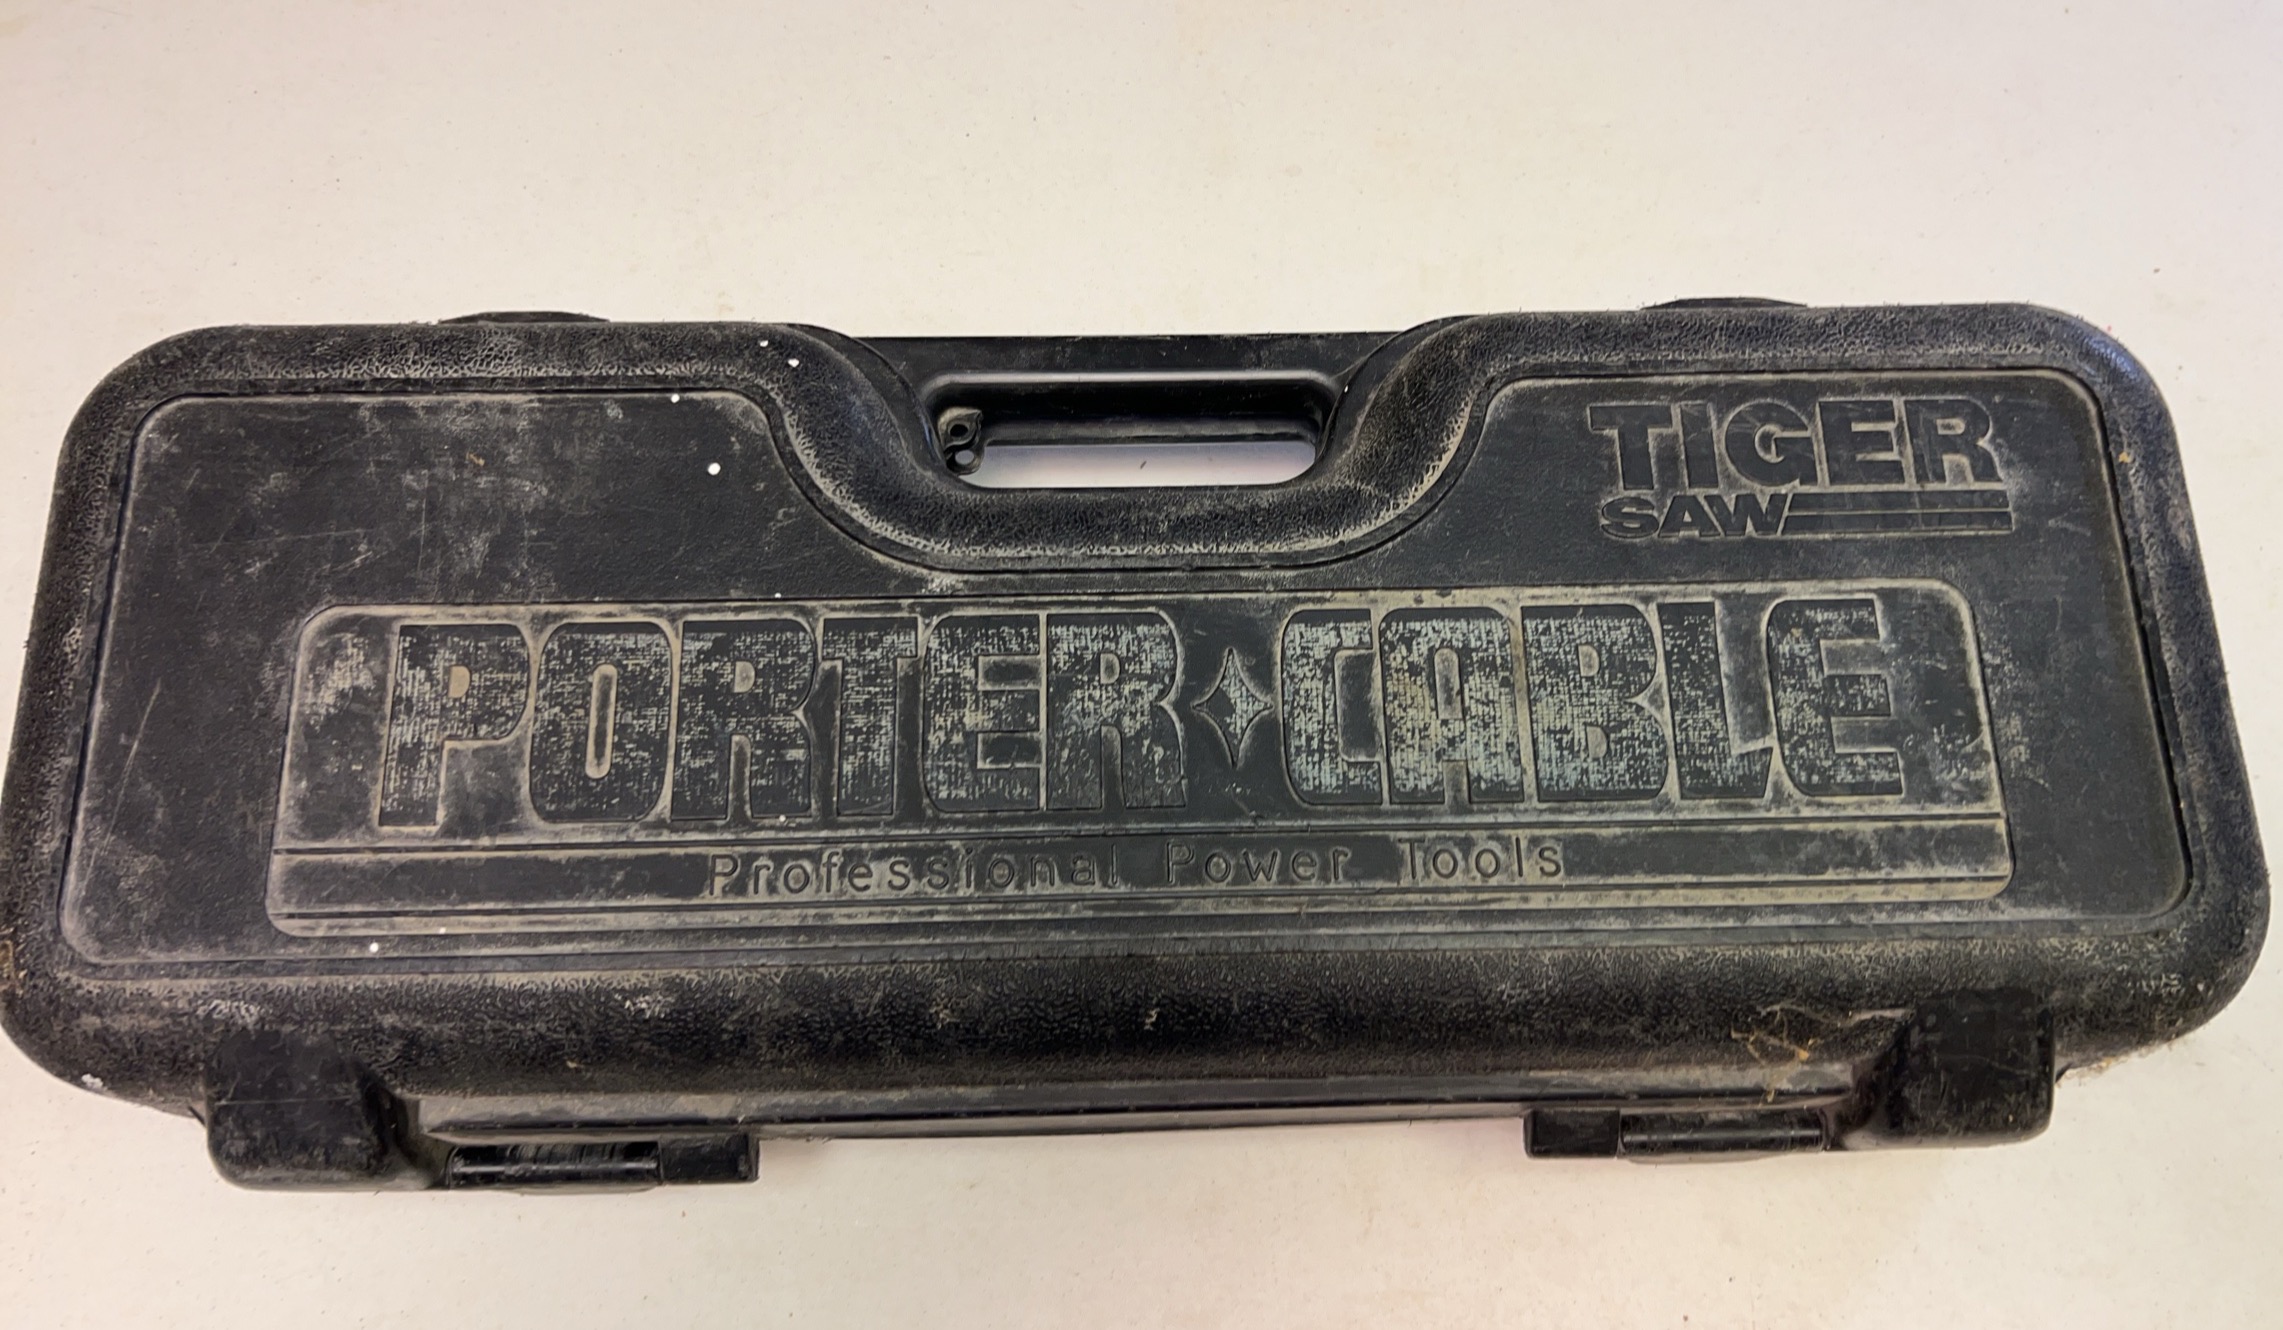 TIGER
SAW
PORTER CABLE
Professional Power Tools